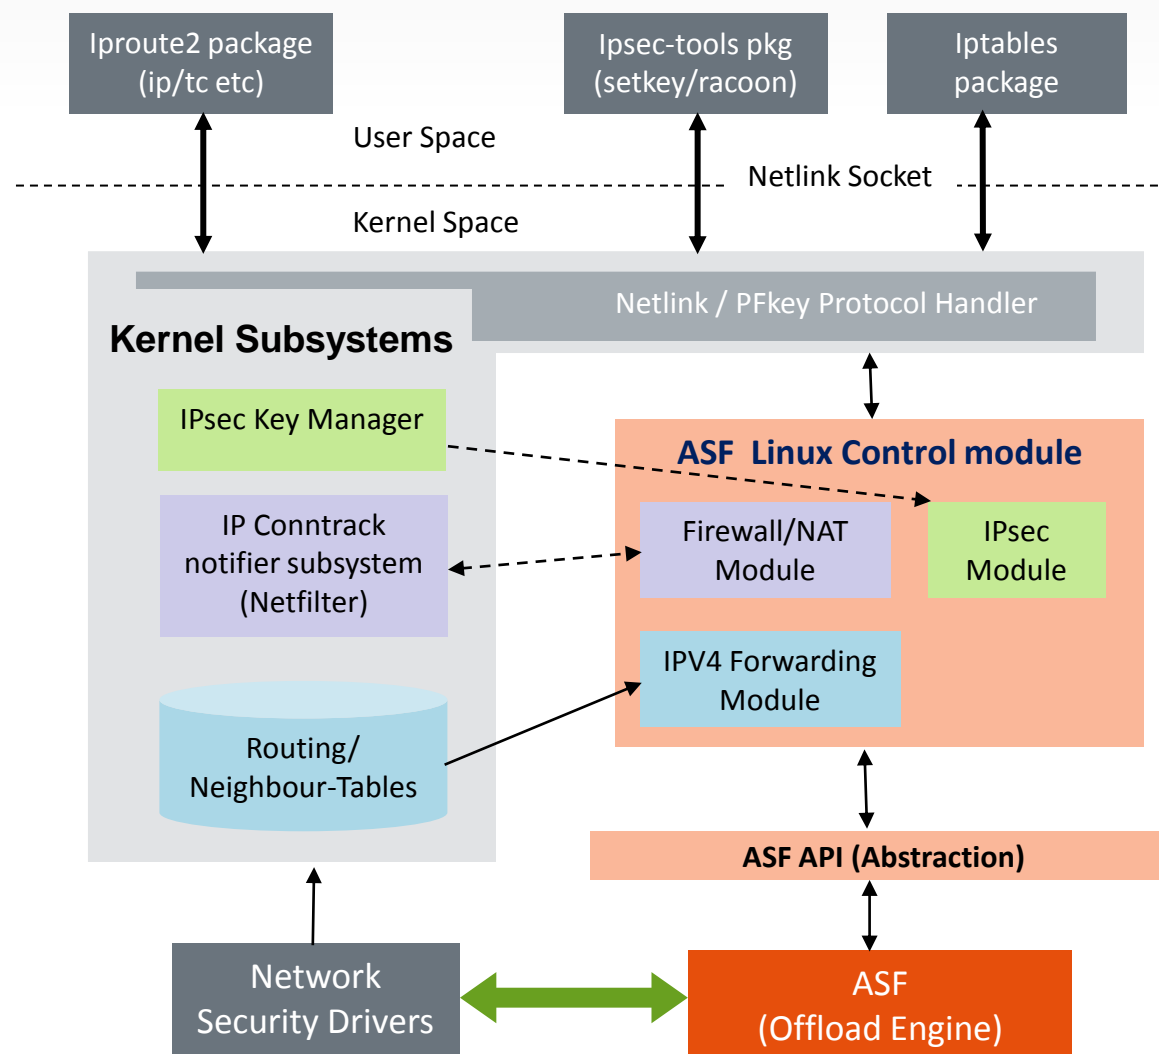 Iproute2 package
(ip/tc etc)
Ipsec-tools pkg
(setkey/racoon)
Iptables
package
User Space
Netlink Socket
Kernel Space
Netlink / PFkey Protocol Handler
Kernel Subsystems
IPsec Key Manager
ASF Linux Control module
IP Conntrack
notifier subsystem
(Netfilter)
Firewall/NAT
Module
IPsec
Module
IPV4 Forwarding
Module
Routing/
Neighbour-Tables
ASF API (Abstraction)
Network
Security Drivers
ASF
(Offload Engine)